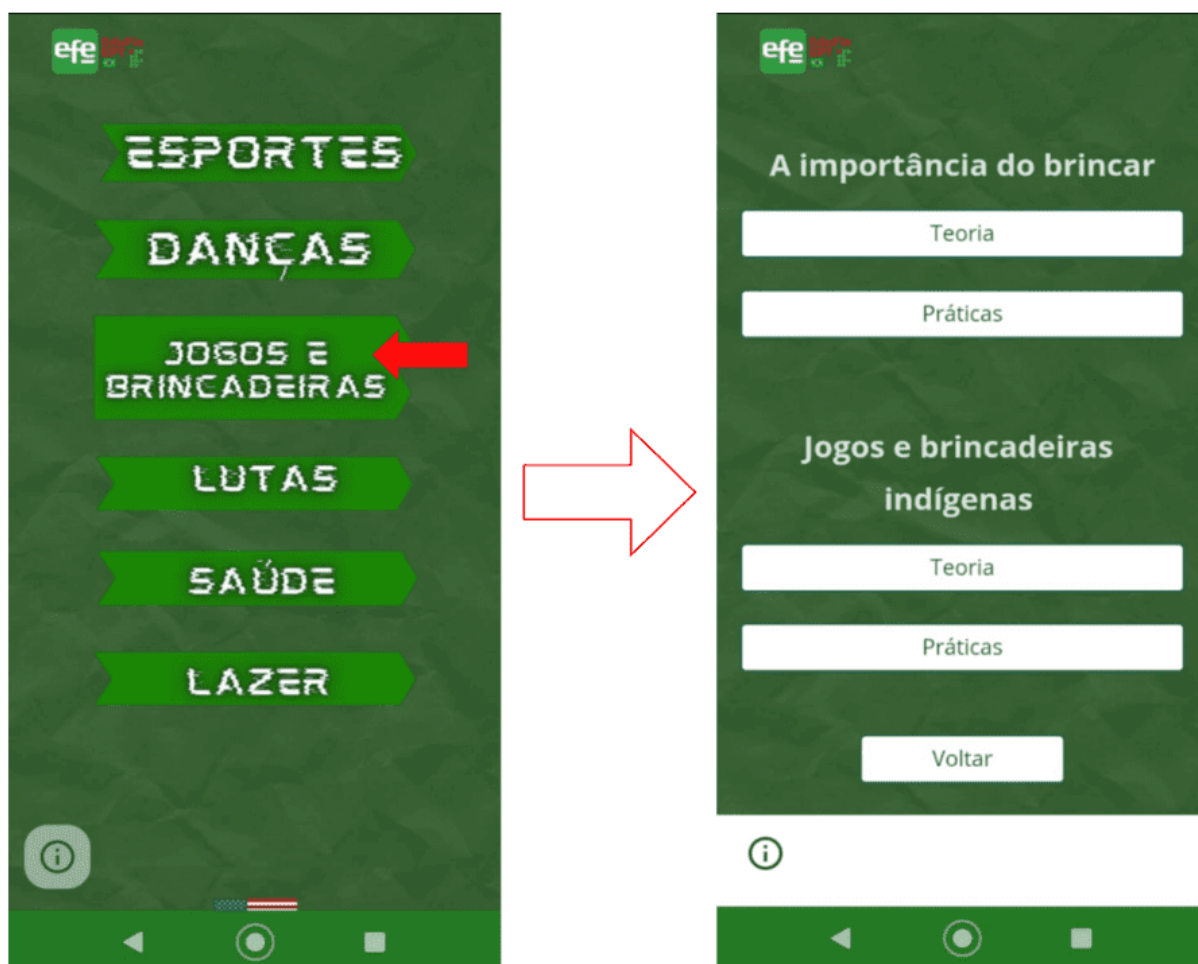 efe
ESPORTES
DANÇAS
JOGOS E
BRINCADEIRAS
LUTAS
SAÚDE
LAZER
efe
A importância do brincar
Teoria
Práticas
Jogos e brincadeiras
indígenas
Teoria
Práticas
Voltar